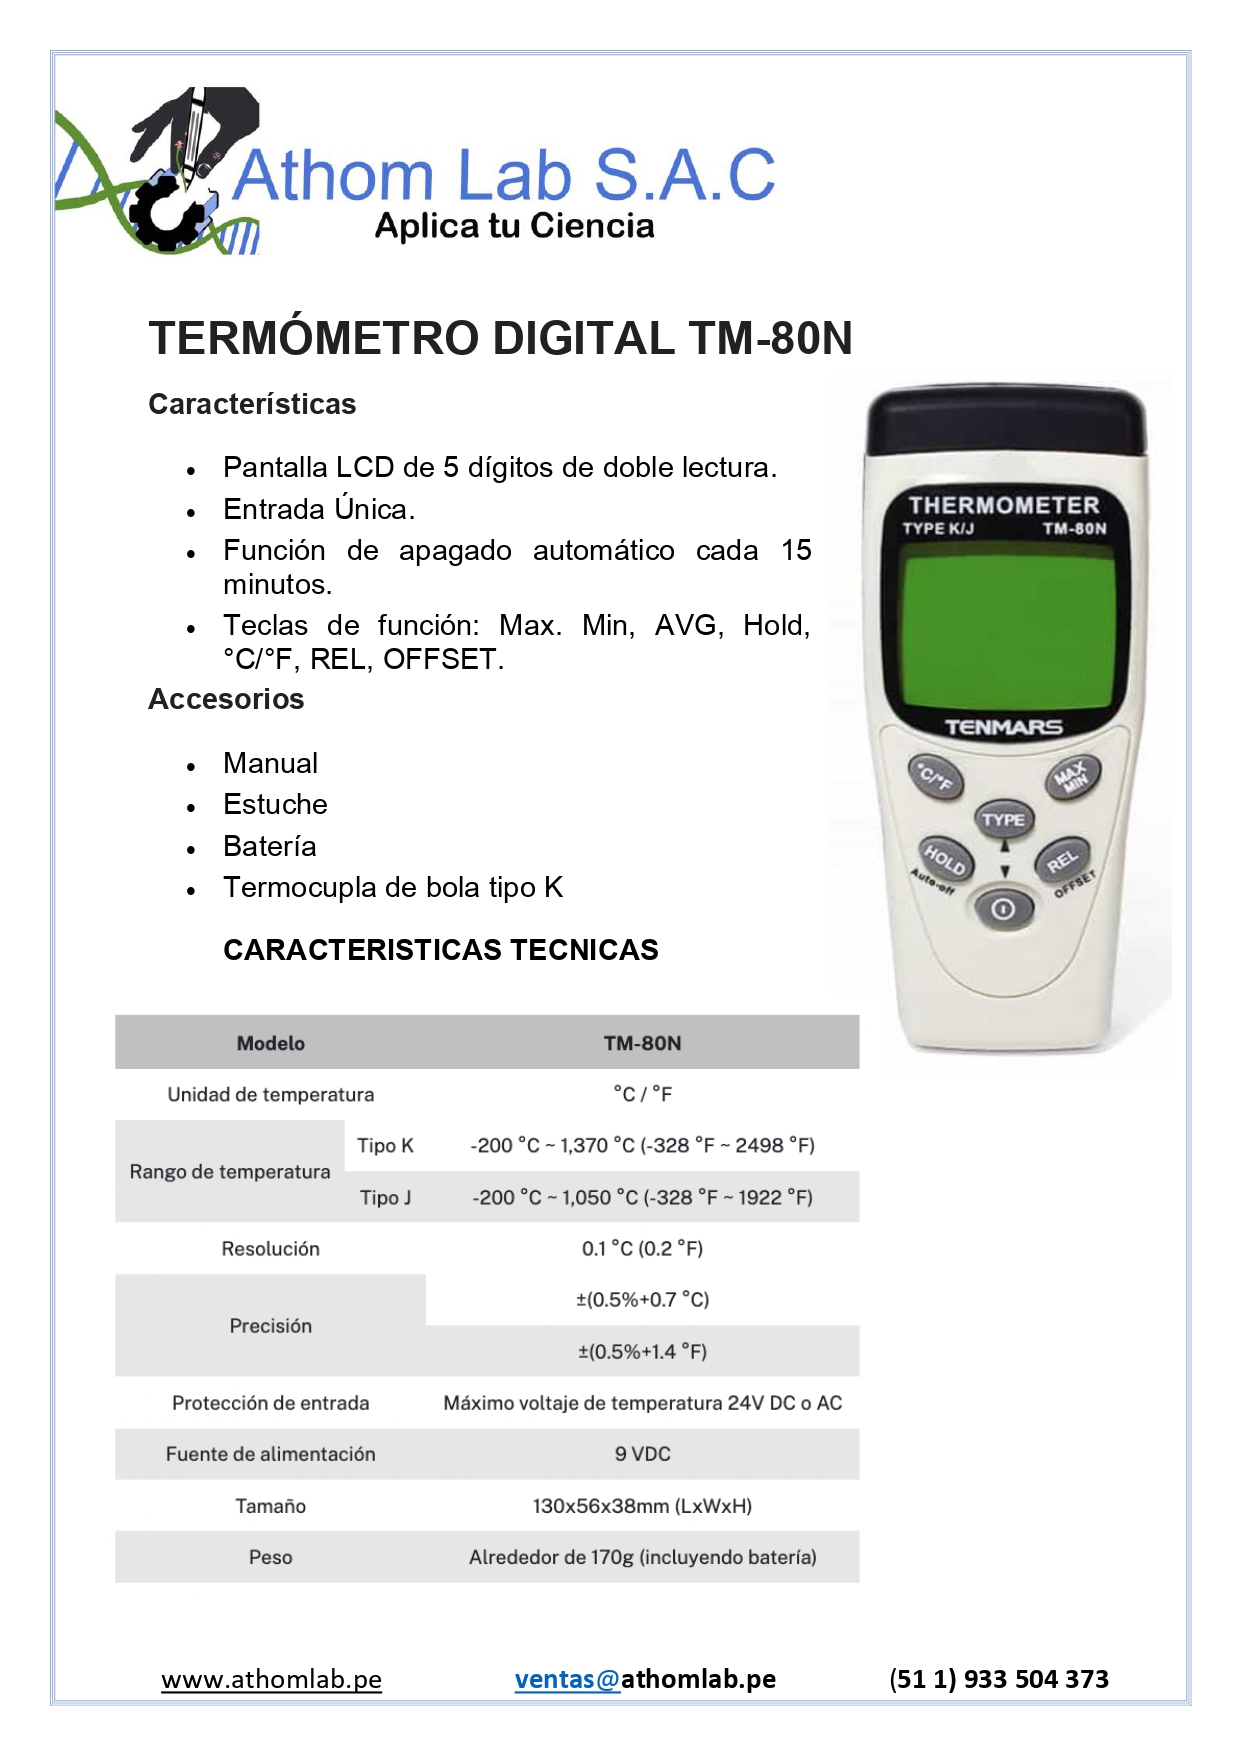 Athom Lab S.A.C
Aplica tu Ciencia
TERMÓMETRO DIGITAL TM-80N
Características
• Pantalla LCD de 5 dígitos de doble lectura.
• Entrada Única.
• Función de apagado automático cada 15
minutos.
• Teclas de función: Max. Min, AVG, Hold,
°C/°F, REL, OFFSET.
Accesorios
• Manual
• Estuche
• Batería
• Termocupla de bola tipo K
THERMOMETER
TYPE K/J TM-80N
TENMARS
°C/°F MAX MIN
TYPE
HOLD REL
Auto-off OFFSET
CARACTERISTICAS TECNICAS
Modelo TM-80N
Unidad de temperatura °C / °F
Rango de temperatura Tipo K -200 °C ~ 1,370 °C (-328 °F ~ 2498 °F)
Tipo J -200 °C ~ 1,050 °C (-328 °F ~ 1922 °F)
Resolución 0.1 °C (0.2 °F)
Precisión ±(0.5%+0.7 °C)
±(0.5%+1.4 °F)
Protección de entrada Máximo voltaje de temperatura 24V DC o AC
Fuente de alimentación 9 VDC
Tamaño 130x56x38mm (LxWxH)
Peso Alrededor de 170g (incluyendo batería)
www.athomlab.pe ventas@athomlab.pe (51 1) 933 504 373